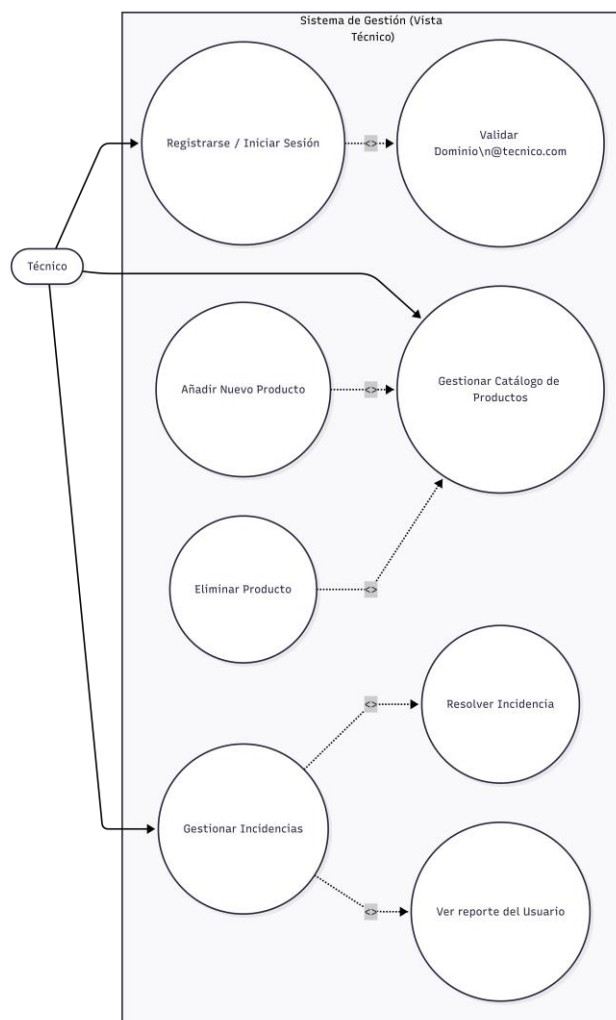 Sistema de Gestión (Vista
Técnico)
Registrarse / Iniciar Sesión
<>
Validar
Dominio\n@tecnico.com
Técnico
Añadir Nuevo Producto
<>
Gestionar Catálogo de
Productos
Eliminar Producto
<>
Resolver Incidencia
<>
Gestionar Incidencias
<>
Ver reporte del Usuario